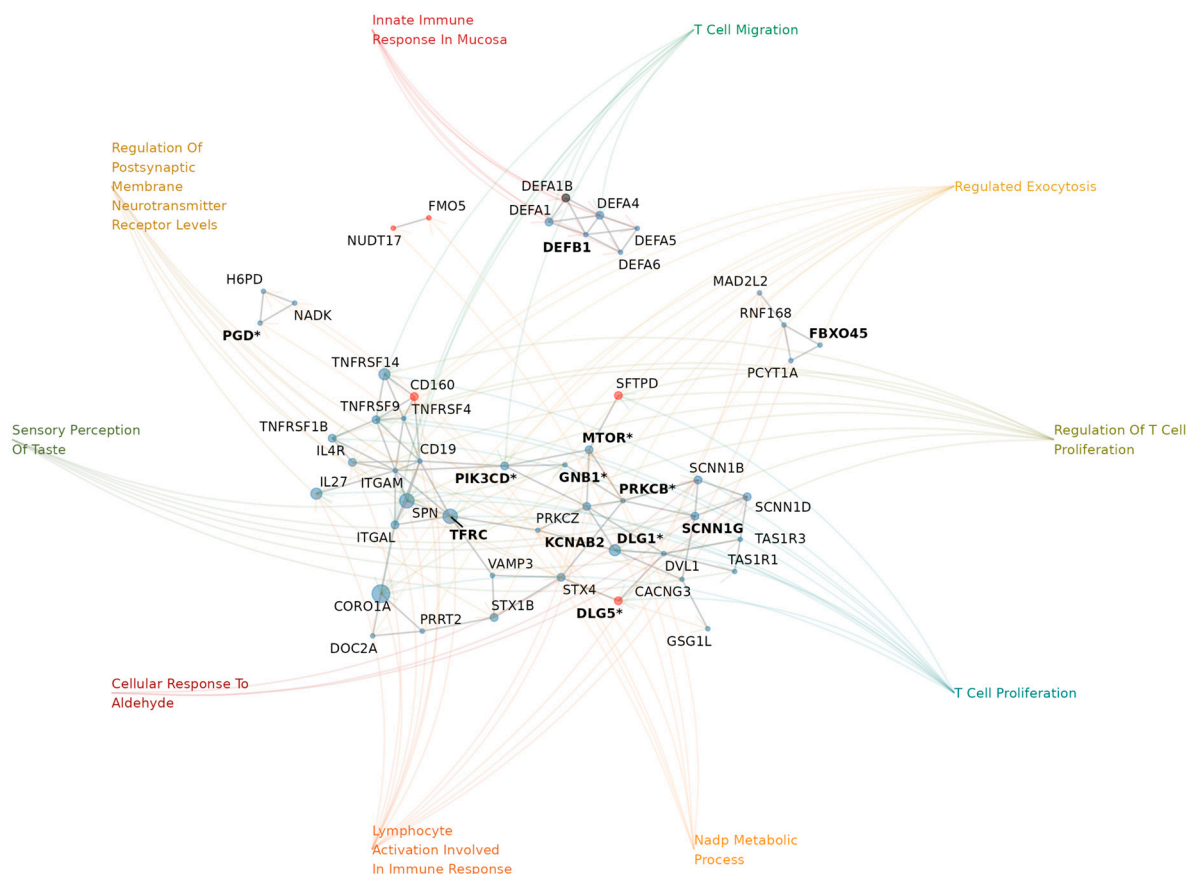 Innate Immune
Response In Mucosa
T Cell Migration
Regulation Of
Postsynaptic
Membrane
Neurotransmitter
Receptor Levels
Regulated Exocytosis
DEFA1B
DEFA4
DEFA1
FMO5
NUDT17
DEFB1
DEFA5
DEFA6
H6PD
NADK
PGD*
MAD2L2
RNF168
FBXO45
PCYT1A
TNFRSF14
CD160
SFTPD
TNFRSF9
TNFRSF4
TNFRSF1B
MTOR*
Sensory Perception
Of Taste
Regulation Of T Cell
Proliferation
IL4R
CD19
SCNN1B
IL27
ITGAM
PIK3CD*
GNB1*
PRKCB*
SCNN1D
SPN
PRKCZ
SCNN1G
ITGAL
TFRC
KCNAB2
DLG1*
TAS1R3
VAMP3
DVL1
TAS1R1
STX4
CACNG3
CORO1A
STX1B
DLG5*
PRRT2
DOC2A
GSG1L
Cellular Response To
Aldehyde
T Cell Proliferation
Lymphocyte
Activation Involved
In Immune Response
Nadp Metabolic
Process